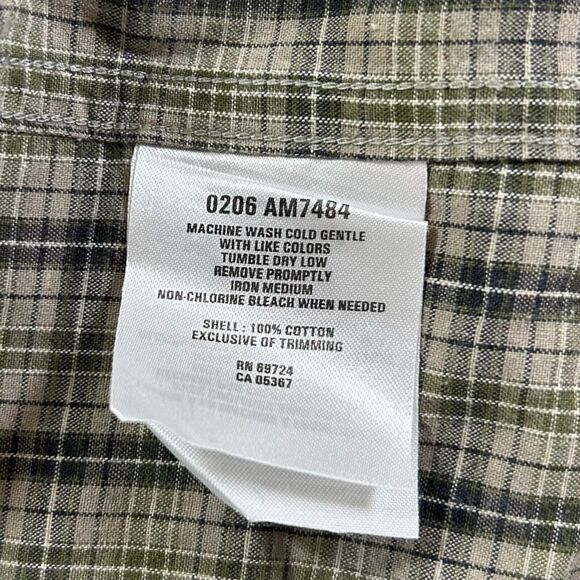 0206 AM7484
MACHINE WASH COLD GENTLE
WITH LIKE COLORS
TUMBLE DRY LOW
REMOVE PROMPTLY
IRON MEDIUM
NON-CHLORINE BLEACH WHEN NEEDED
SHELL : 100% COTTON
EXCLUSIVE OF TRIMMING
RN 69724
CA 05367